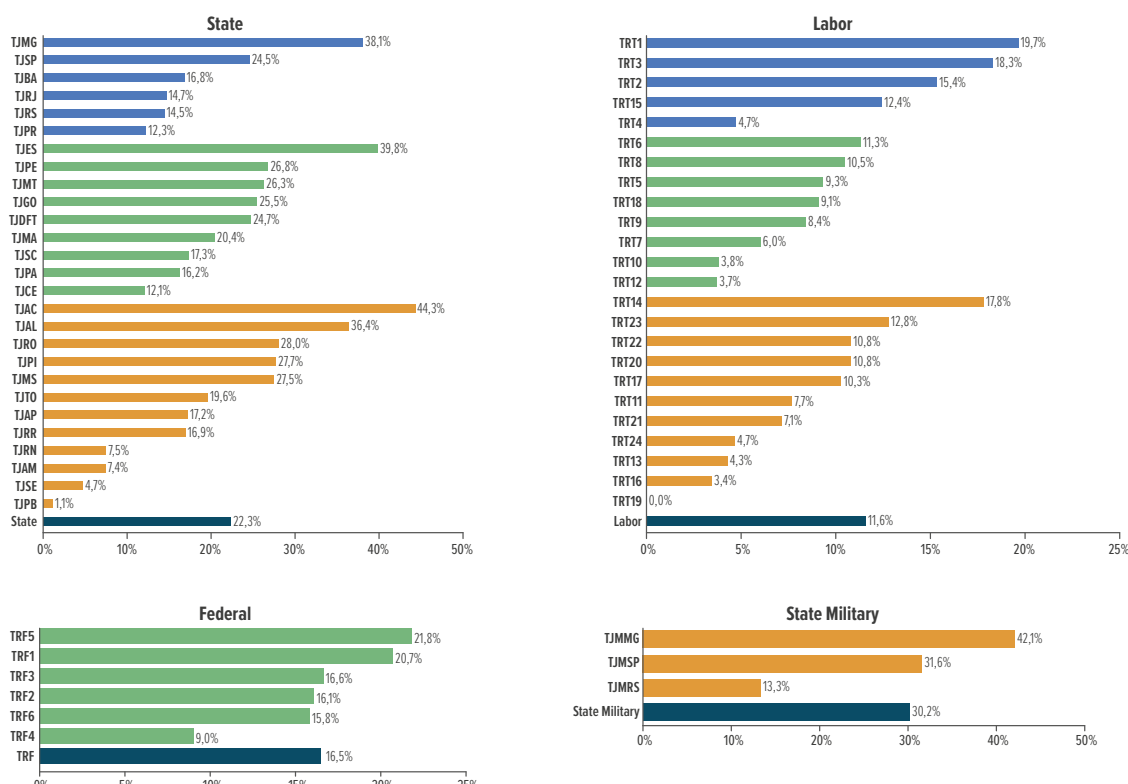 State
TJMG 38,1%
TJSP 24,5%
TJBA 16,8%
TJRJ 14,7%
TJRS 14,5%
TJPR 12,3%
TJES 39,8%
TJPE 26,8%
TJMT 26,3%
TJGO 25,5%
TJDFT 24,7%
TJMA 20,4%
TJSC 17,3%
TJPA 16,2%
TJCE 12,1%
TJAC 44,3%
TJAL 36,4%
TJRO 28,0%
TJPI 27,7%
TJMS 27,5%
TJTO 19,6%
TJAP 17,2%
TJRR 16,9%
TJRN 7,5%
TJAM 7,4%
TJSE 4,7%
TJPB 1,1%
State 22,3%
0% 10% 20% 30% 40% 50%
Labor
TRT1 19,7%
TRT3 18,3%
TRT2 15,4%
TRT15 12,4%
TRT4 4,7%
TRT6 11,3%
TRT8 10,5%
TRT5 9,3%
TRT18 9,1%
TRT9 8,4%
TRT7 6,0%
TRT10 3,8%
TRT12 3,7%
TRT14 17,8%
TRT23 12,8%
TRT22 10,8%
TRT20 10,8%
TRT17 10,3%
TRT11 7,7%
TRT21 7,1%
TRT24 4,7%
TRT13 4,3%
TRT16 3,4%
TRT19 0,0%
Labor 11,6%
0% 5% 10% 15% 20% 25%
Federal
TRF5 21,8%
TRF1 20,7%
TRF3 16,6%
TRF2 16,1%
TRF6 15,8%
TRF4 9,0%
TRF 16,5%
0% 5% 10% 15% 20% 25%
State Military
TJMMG 42,1%
TJMSP 31,6%
TJMRS 13,3%
State Military 30,2%
0% 10% 20% 30% 40% 50%